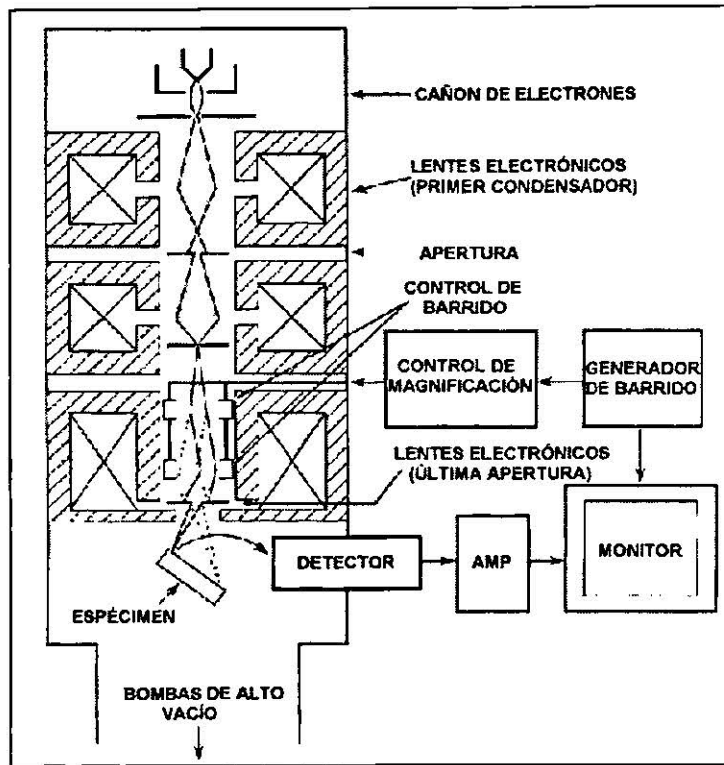 CAÑON DE ELECTRONES
LENTES ELECTRÓNICOS
(PRIMER CONDENSADOR)
APERTURA
CONTROL DE
BARRIDO
CONTROL DE
MAGNIFICACIÓN
GENERADOR
DE BARRIDO
LENTES ELECTRÓNICOS
(ÚLTIMA APERTURA)
DETECTOR
AMP
MONITOR
ESPÉCIMEN
BOMBAS DE ALTO
VACÍO